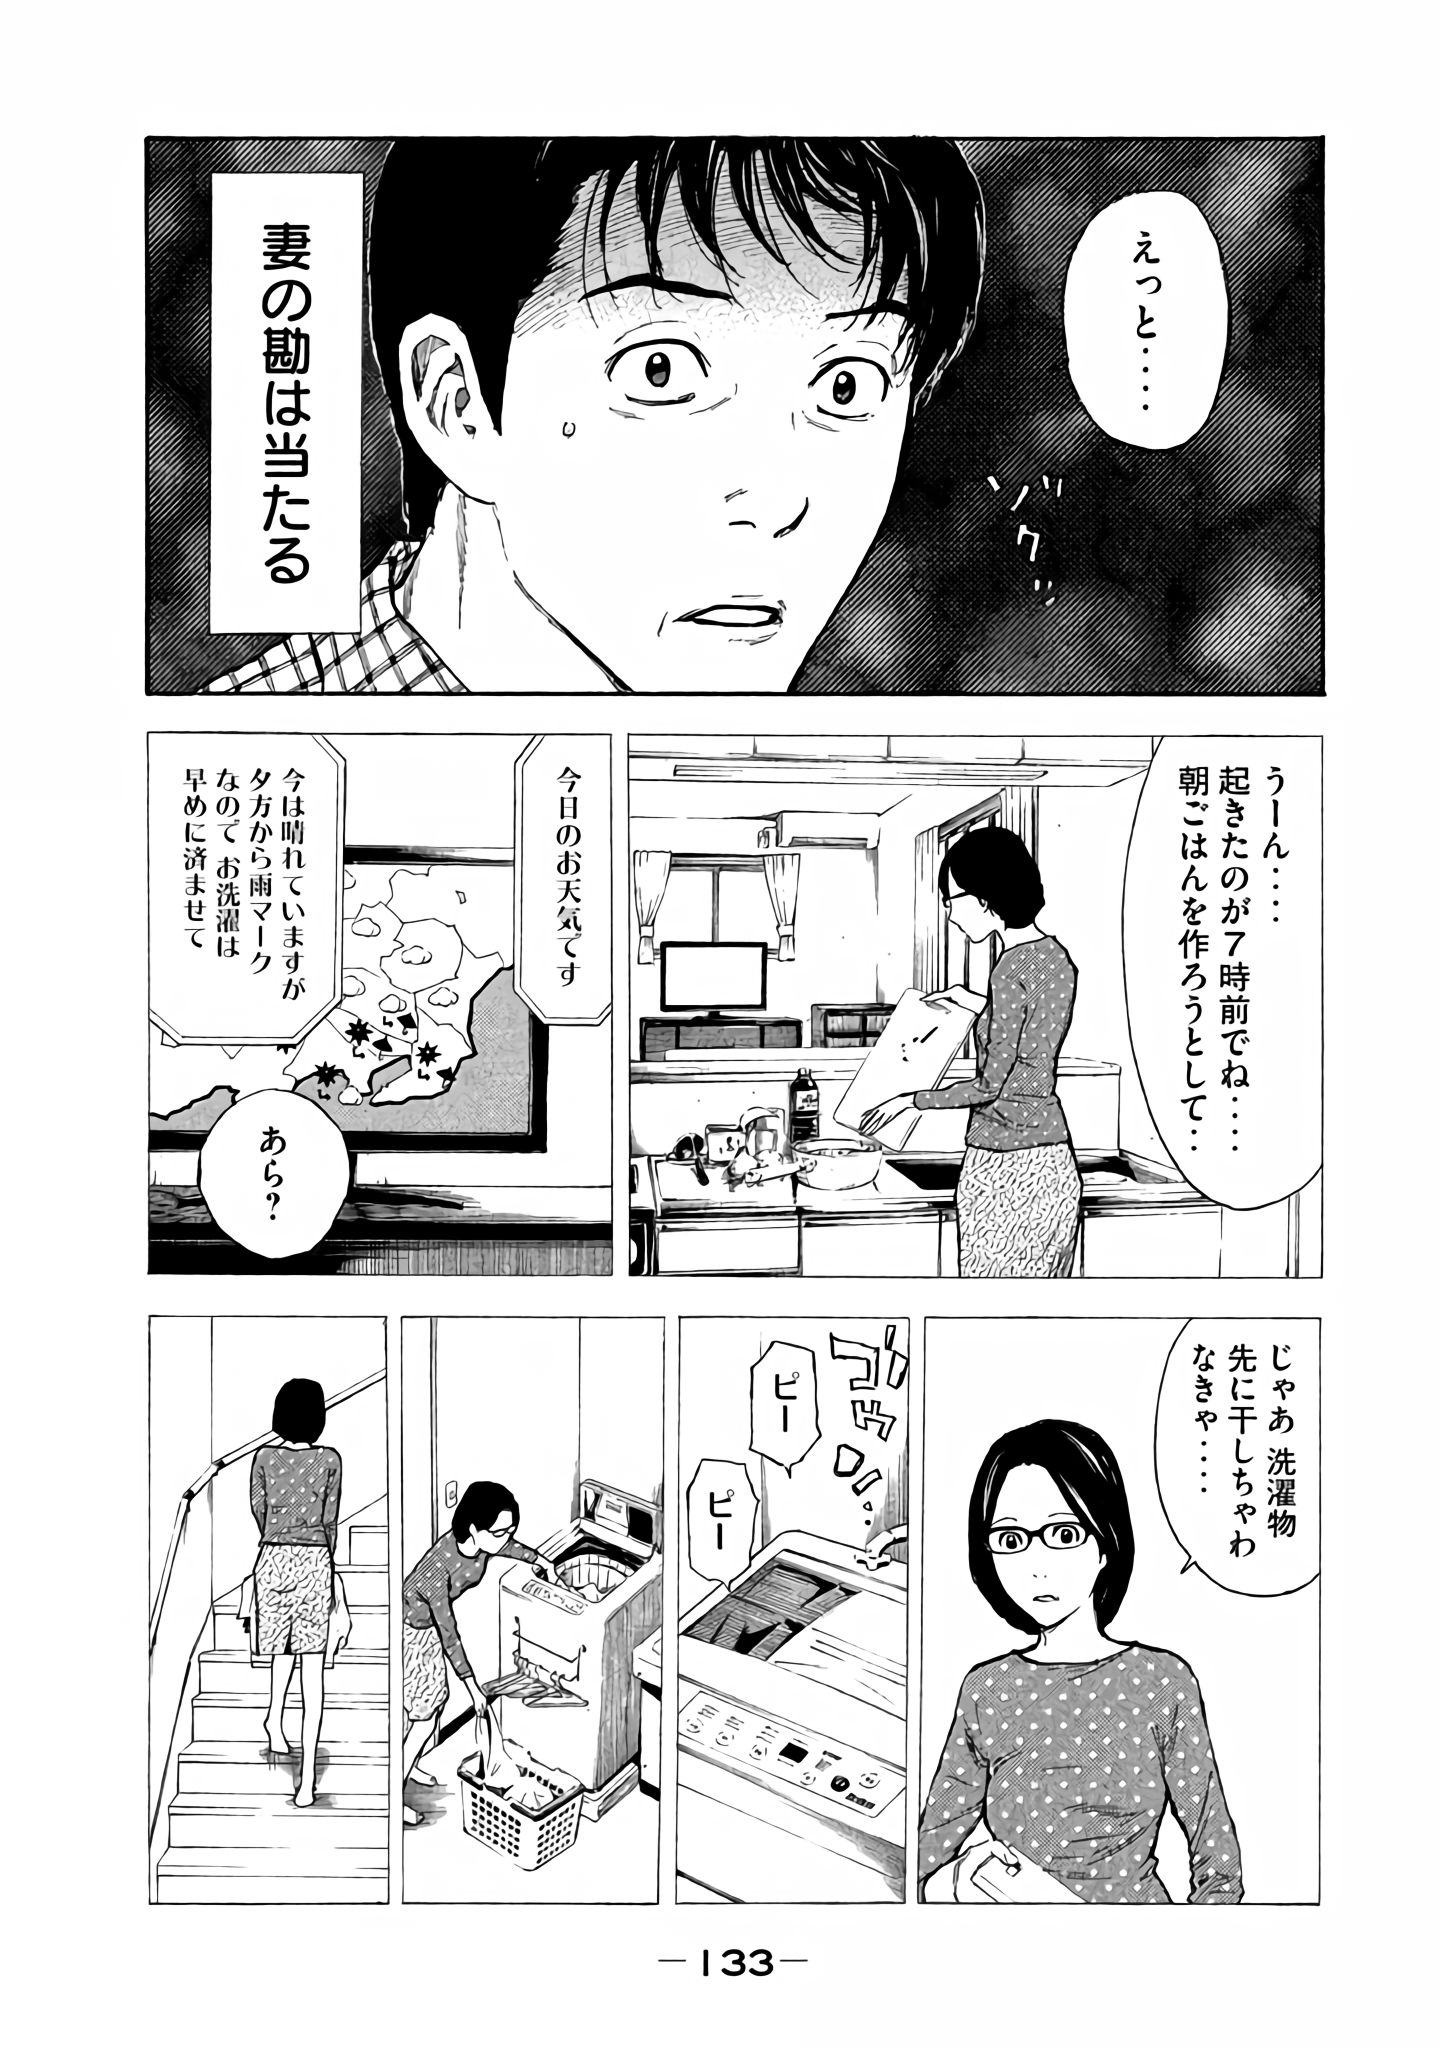 えっと‥‥‥
ゾクッ
妻の勘は当たる
うーん‥‥
起きたのが７時前でね‥‥
朝ごはんを作ろうとして‥
今日のお天気です
今は晴れていますが
夕方から雨マーク
なので お洗濯は
早めに済ませて
あら？
じゃあ 洗濯物
先に干しちゃわ
なきゃ‥‥
ピー
ピー
—133—